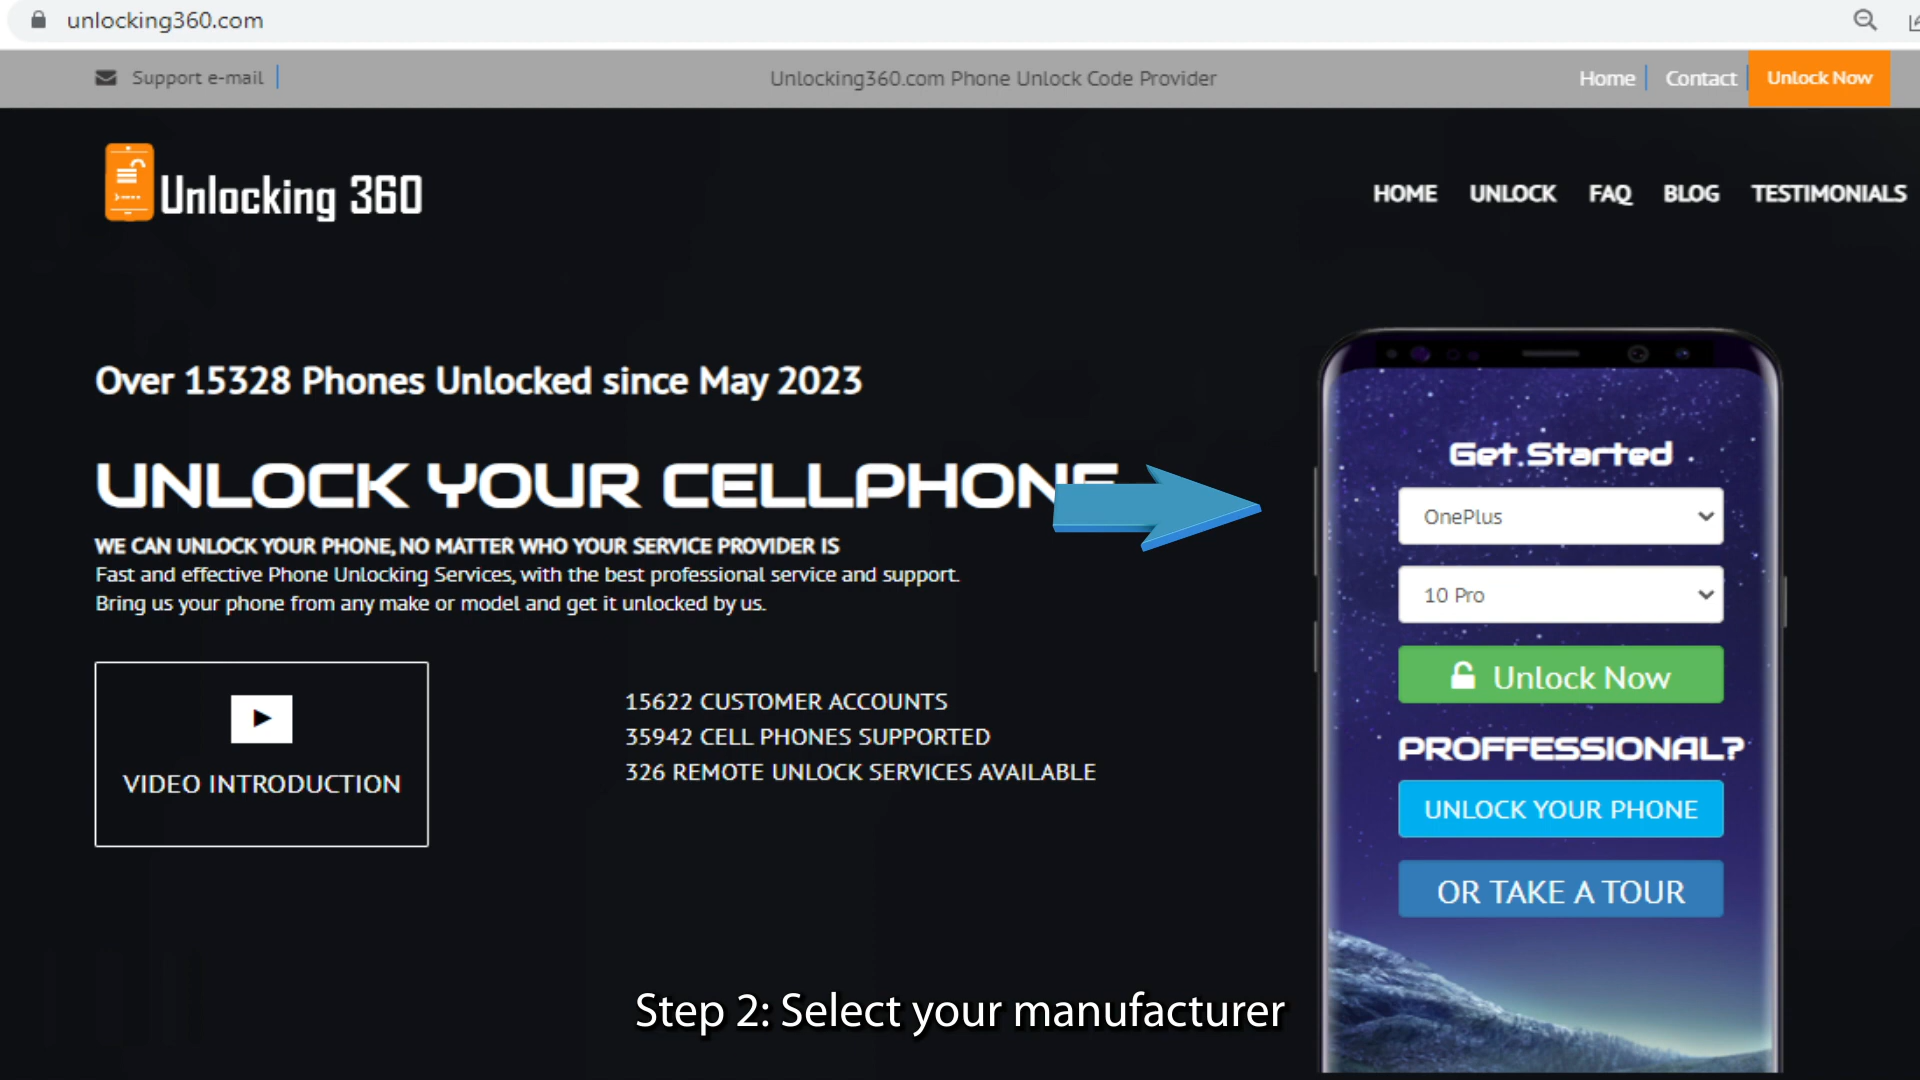 unlocking360.com
Support e-mail
Unlocking360.com Phone Unlock Code Provider
Home
Contact
Unlock Now
Unlocking 360
HOME
UNLOCK
FAQ
BLOG
TESTIMONIALS
Over 15328 Phones Unlocked since May 2023
UNLOCK YOUR CELLPHONE
WE CAN UNLOCK YOUR PHONE, NO MATTER WHO YOUR SERVICE PROVIDER IS
Fast and effective Phone Unlocking Services, with the best professional service and support.
Bring us your phone from any make or model and get it unlocked by us.
VIDEO INTRODUCTION
15622 CUSTOMER ACCOUNTS
35942 CELL PHONES SUPPORTED
326 REMOTE UNLOCK SERVICES AVAILABLE
Get Started
OnePlus
10 Pro
Unlock Now
PROFFESSIONAL?
UNLOCK YOUR PHONE
OR TAKE A TOUR
Step 2: Select your manufacturer